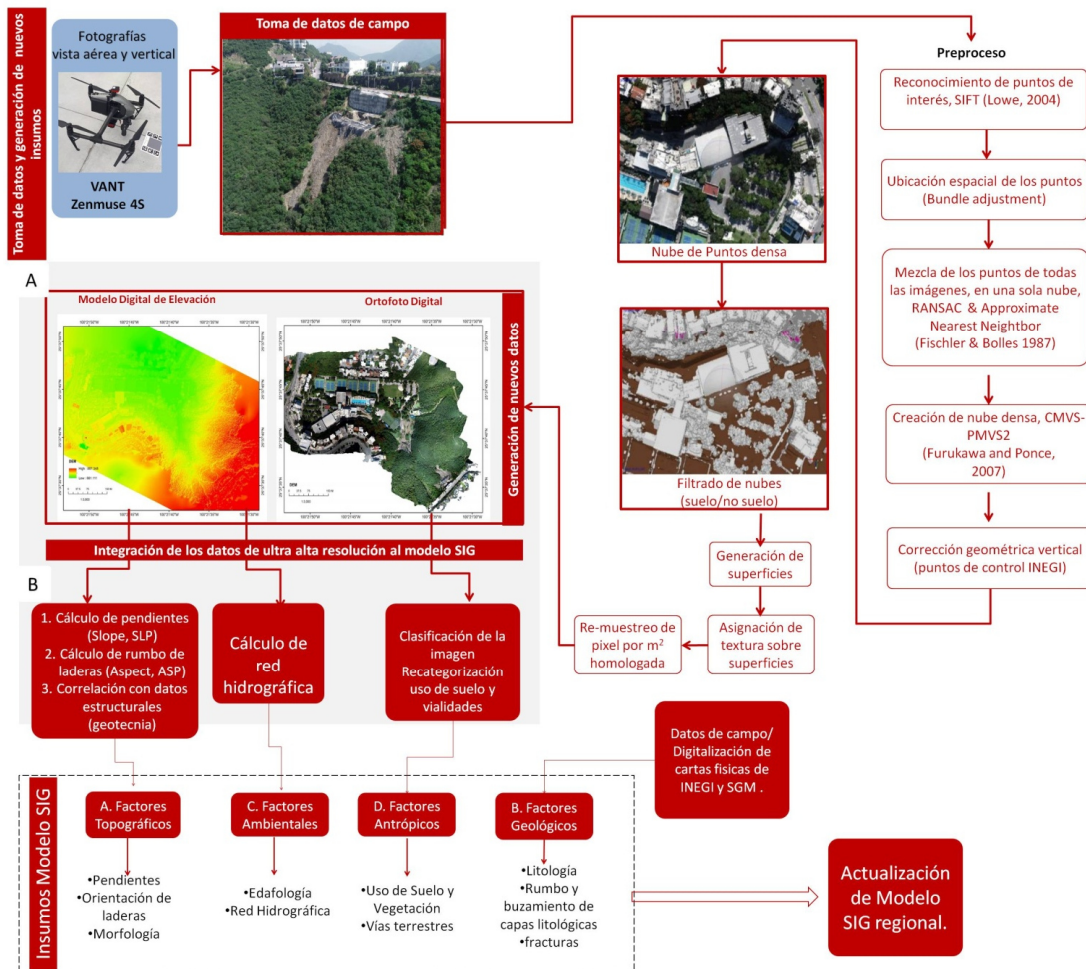 Toma de datos y generación de nuevos
insumos
Fotografías
vista aérea y vertical
VANT
Zenmuse 4S
Toma de datos de campo
Preproceso
Reconocimiento de puntos de
interés, SIFT (Lowe, 2004)
Ubicación espacial de los puntos
(Bundle adjustment)
Mezcla de los puntos de todas
las imágenes, en una sola nube,
RANSAC & Approximate
Nearest Neightbor
(Fischler & Bolles 1987)
Creación de nube densa, CMVS-
PMVS2
(Furukawa and Ponce,
2007)
Corrección geométrica vertical
(puntos de control INEGI)
Nube de Puntos densa
Filtrado de nubes
(suelo/no suelo)
Generación de
superficies
Asignación de
textura sobre
superficies
Re-muestreo de
pixel por m²
homologada
A
Modelo Digital de Elevación
Ortofoto Digital
Generación de nuevos datos
DEM
DEM
Integración de los datos de ultra alta resolución al modelo SIG
B
1. Cálculo de pendientes
(Slope, SLP)
2. Cálculo de rumbo de
laderas (Aspect, ASP)
3. Correlación con datos
estructurales
(geotecnia)
Cálculo de
red
hidrográfica
Clasificación de la
imagen
Recategorización
uso de suelo y
vialidades
Datos de campo/
Digitalización de
cartas fisicas de
INEGI y SGM .
Insumos Modelo SIG
A. Factores
Topográficos
•Pendientes
•Orientación de
laderas
•Morfología
C. Factores
Ambientales
•Edafología
•Red Hidrográfica
D. Factores
Antrópicos
•Uso de Suelo y
Vegetación
•Vías terrestres
B. Factores
Geológicos
•Litología
•Rumbo y
buzamiento de
capas litológicas
•fracturas
Actualización
de Modelo
SIG regional.